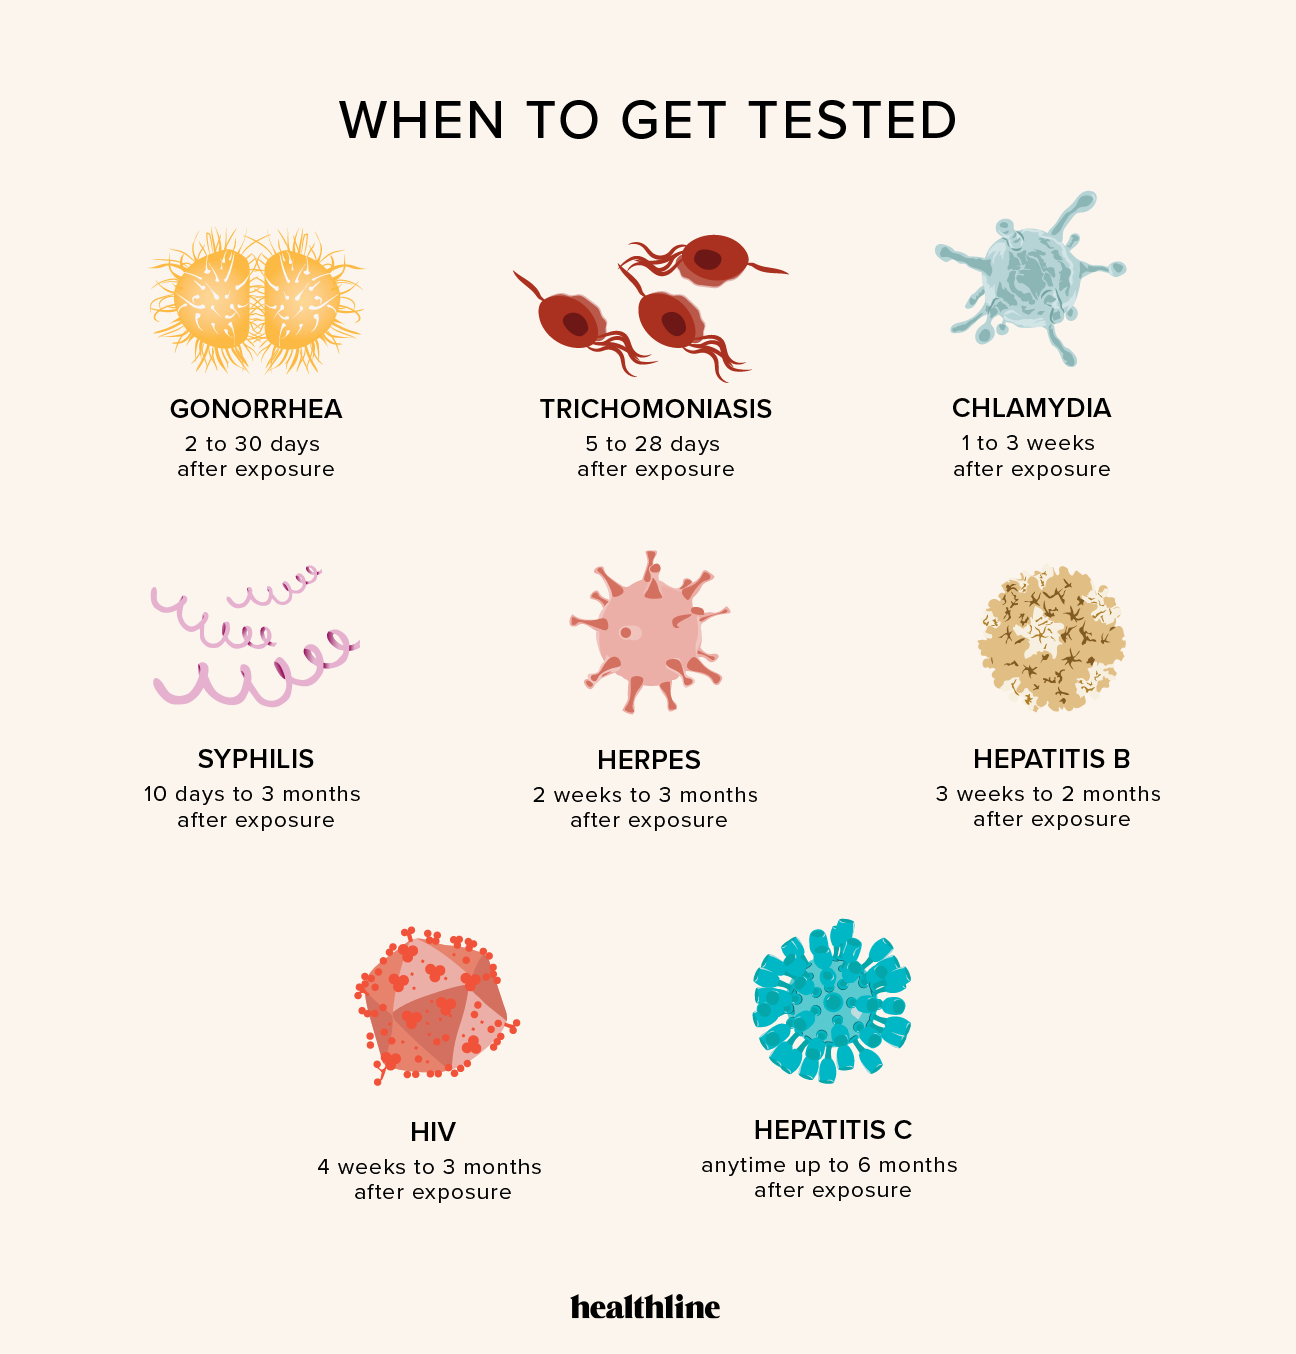 WHEN TO GET TESTED
GONORRHEA
2 to 30 days
after exposure
TRICHOMONIASIS
5 to 28 days
after exposure
CHLAMYDIA
1 to 3 weeks
after exposure
SYPHILIS
10 days to 3 months
after exposure
HERPES
2 weeks to 3 months
after exposure
HEPATITIS B
3 weeks to 2 months
after exposure
HIV
4 weeks to 3 months
after exposure
HEPATITIS C
anytime up to 6 months
after exposure
healthline